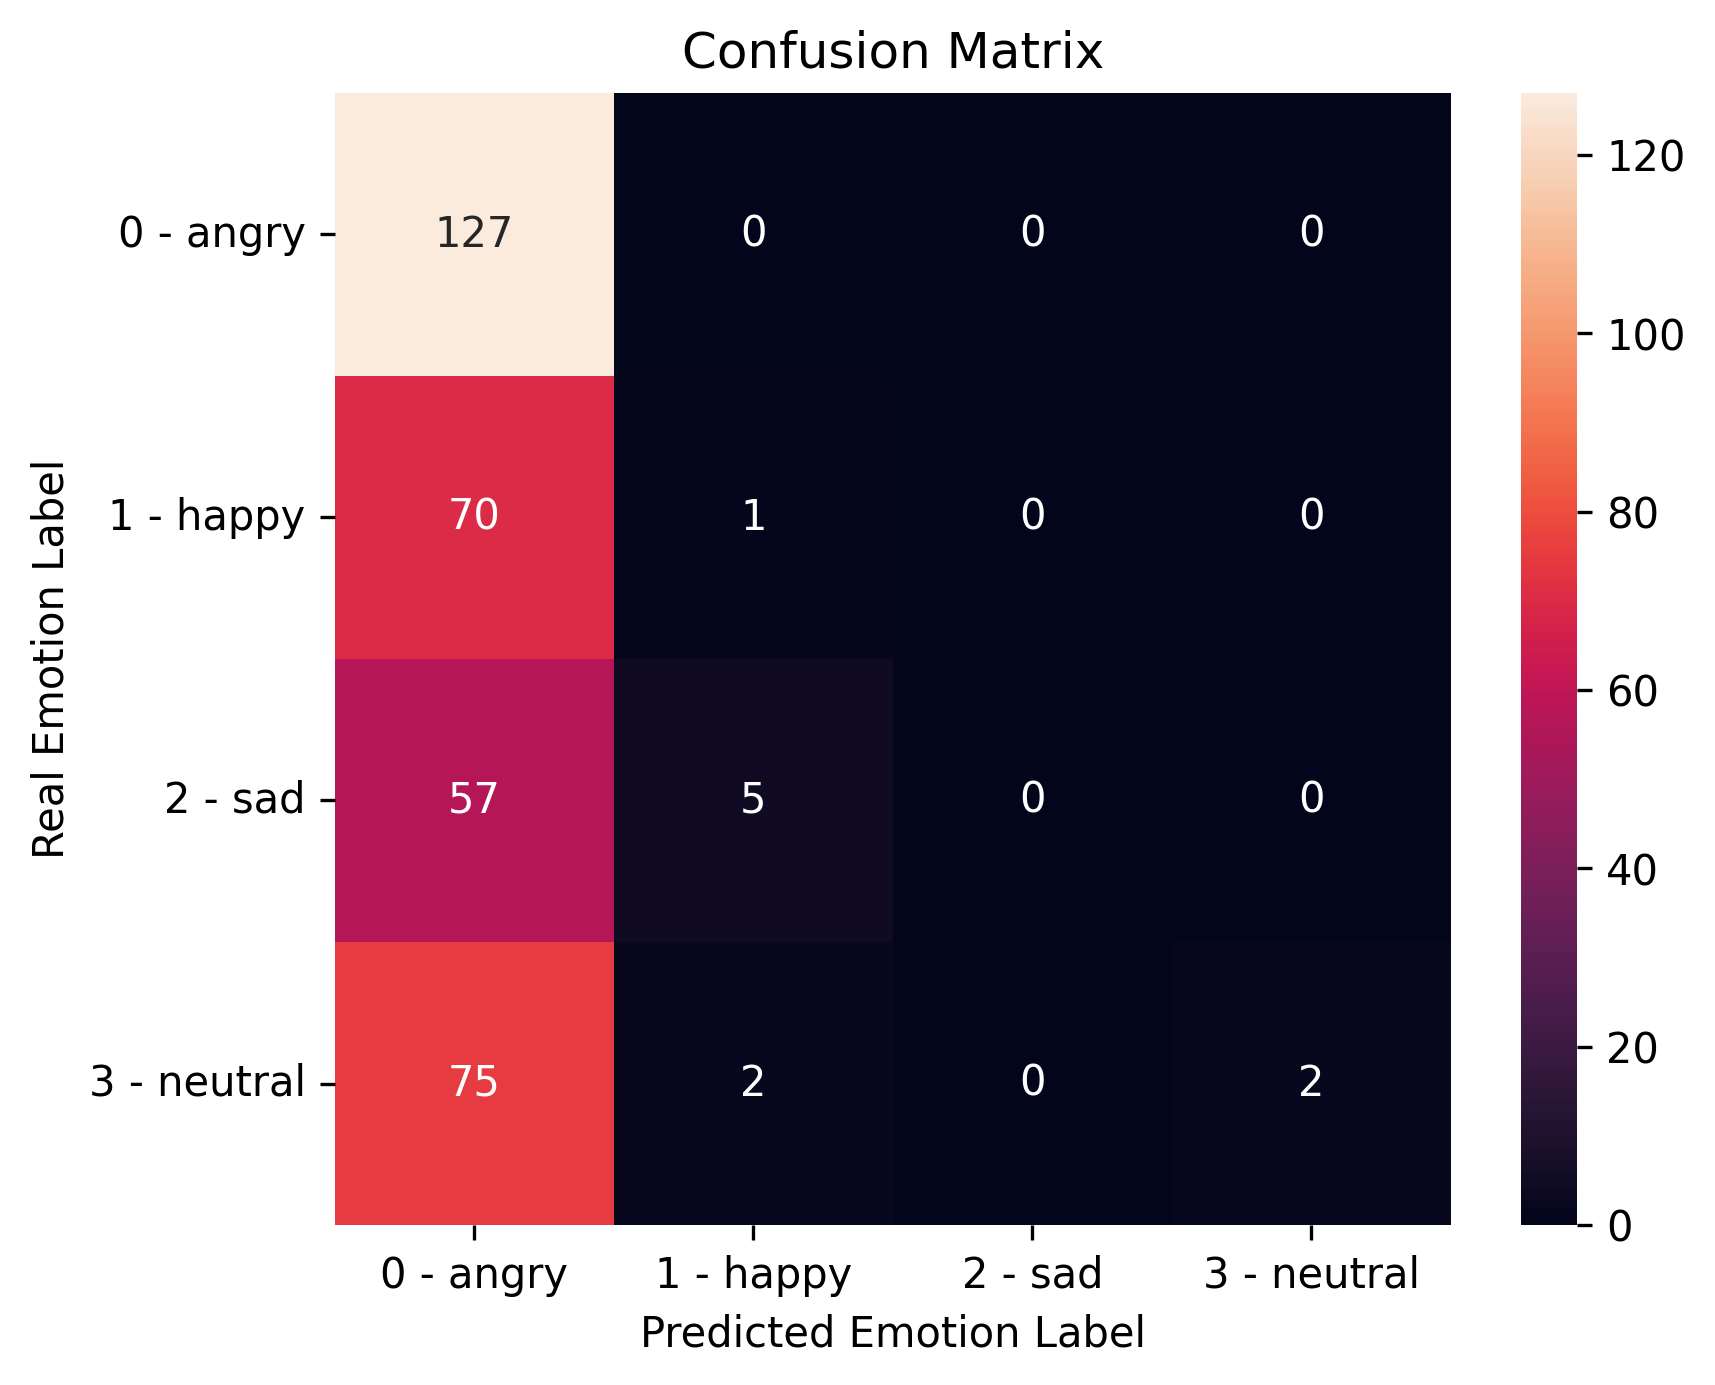 Confusion Matrix
0 - angry 127 0 0 0
1 - happy 70 1 0 0
2 - sad 57 5 0 0
3 - neutral 75 2 0 2
0 - angry 1 - happy 2 - sad 3 - neutral
Predicted Emotion Label
Real Emotion Label
120
100
80
60
40
20
0